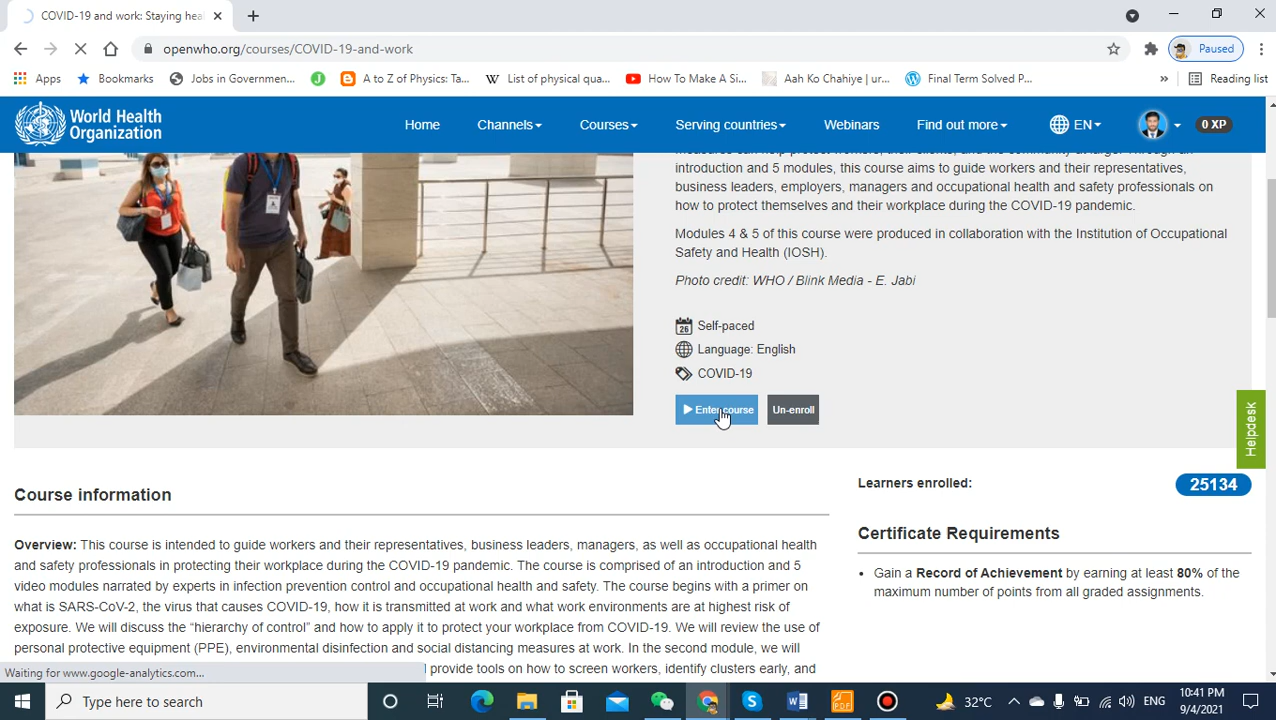 COVID-19 and work: Staying hea
openwho.org/courses/COVID-19-and-work
Paused
Apps
Bookmarks
Jobs in Governmen...
A to Z of Physics: Ta...
List of physical qua...
How To Make A Si...
Aah Ko Chahiye | ur...
Final Term Solved P...
»
Reading list
World Health Organization
Home
Channels
Courses
Serving countries
Webinars
Find out more
EN
0 XP
measures can help protect workers, their clients, and the community at large. Through an
introduction and 5 modules, this course aims to guide workers and their representatives,
business leaders, employers, managers and occupational health and safety professionals on
how to protect themselves and their workplace during the COVID-19 pandemic.
Modules 4 & 5 of this course were produced in collaboration with the Institution of Occupational
Safety and Health (IOSH).
Photo credit: WHO / Blink Media - E. Jabi
26
Self-paced
Language: English
COVID-19
Enter course
Un-enroll
Helpdesk
Course information
Learners enrolled:
25134
Overview: This course is intended to guide workers and their representatives, business leaders, managers, as well as occupational health
and safety professionals in protecting their workplace during the COVID-19 pandemic. The course is comprised of an introduction and 5
video modules narrated by experts in infection prevention control and occupational health and safety. The course begins with a primer on
what is SARS-CoV-2, the virus that causes COVID-19, how it is transmitted at work and what work environments are at highest risk of
exposure. We will discuss the “hierarchy of control” and how to apply it to protect your workplace from COVID-19. We will review the use of
personal protective equipment (PPE), environmental disinfection and social distancing measures at work. In the second module, we will
provide tools on how to screen workers, identify clusters early, and
Certificate Requirements
Gain a Record of Achievement by earning at least 80% of the
maximum number of points from all graded assignments.
Waiting for www.google-analytics.com...
Type here to search
32°C
ENG
10:41 PM
9/4/2021